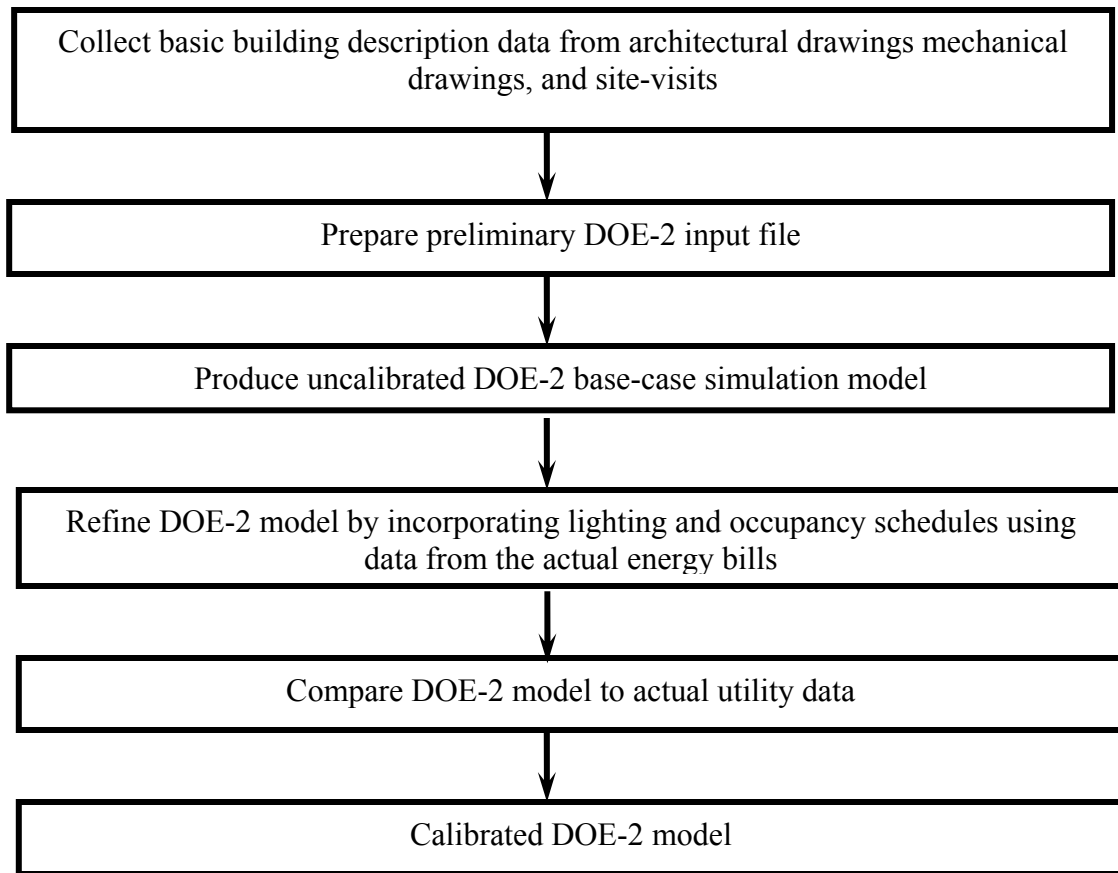 Collect basic building description data from architectural drawings mechanical
drawings, and site-visits
Prepare preliminary DOE-2 input file
Produce uncalibrated DOE-2 base-case simulation model
Refine DOE-2 model by incorporating lighting and occupancy schedules using
data from the actual energy bills
Compare DOE-2 model to actual utility data
Calibrated DOE-2 model